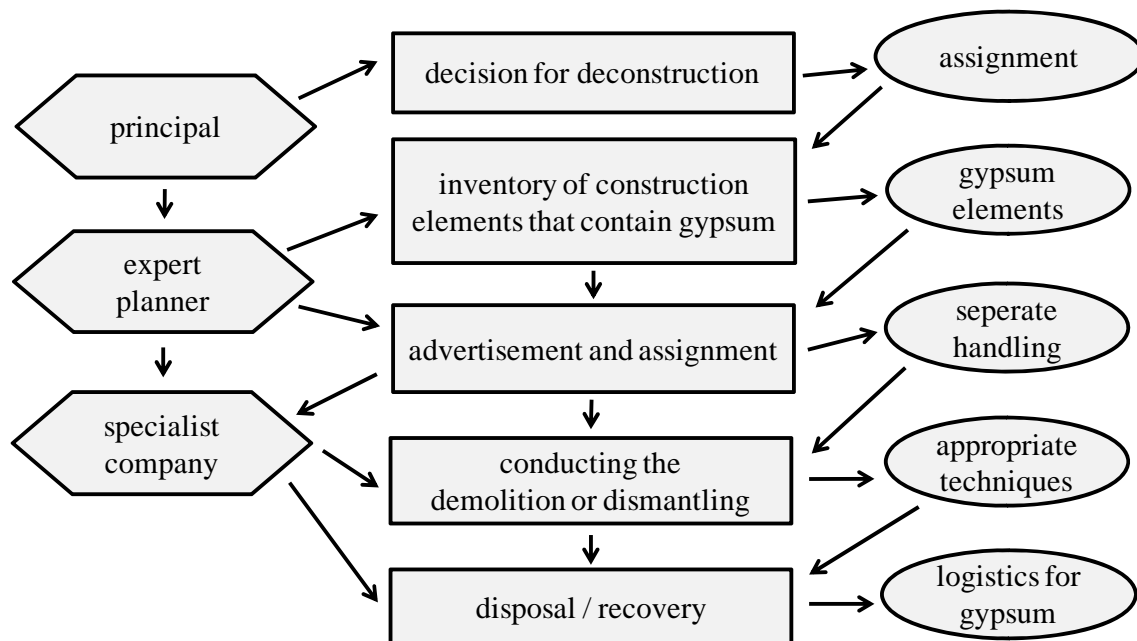 decision for deconstruction
assignment
principal
inventory of construction
elements that contain gypsum
gypsum
elements
expert
planner
advertisement and assignment
seperate
handling
specialist
company
conducting the
demolition or dismantling
appropriate
techniques
disposal / recovery
logistics for
gypsum